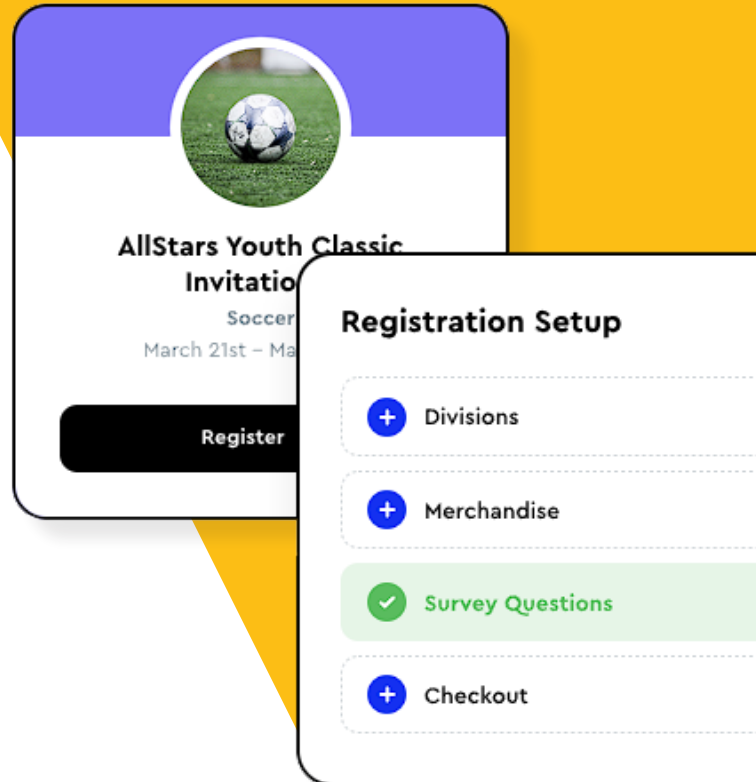 AllStars Youth Classic
Invitatio
Soccer
March 21st – Ma
Register
Registration Setup
Divisions
Merchandise
Survey Questions
Checkout